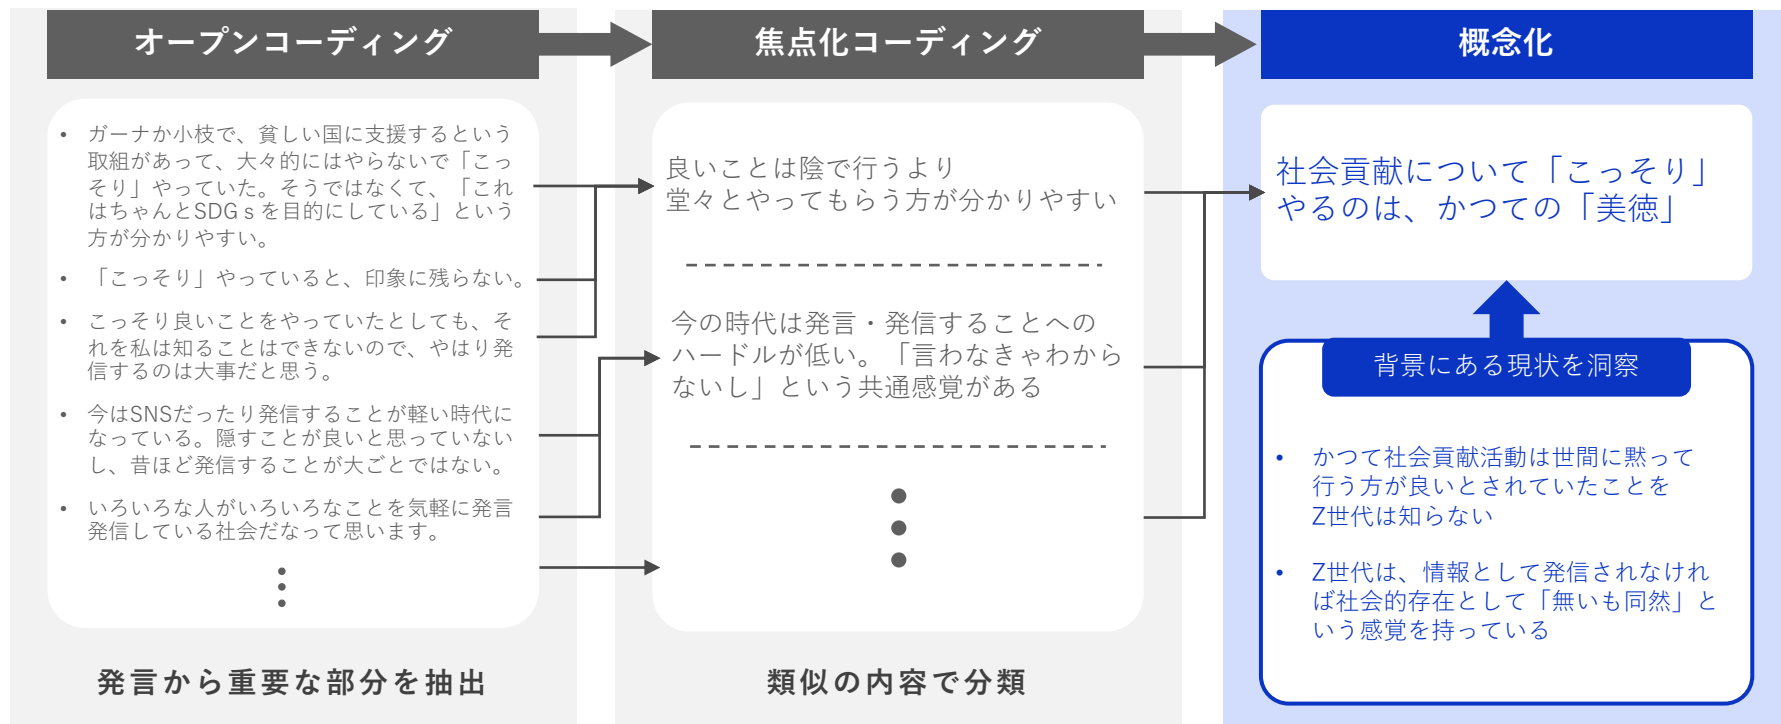 オープンコーディング
焦点化コーディング
概念化
• ガーナか小枝で、貧しい国に支援するという
取組があって、大々的にはやらないで「こっ
そり」やっていた。そうではなくて、「これ
はちゃんとSDGｓを目的にしている」という
方が分かりやすい。
• 「こっそり」やっていると、印象に残らない。
• こっそり良いことをやっていたとしても、そ
れを私は知ることはできないので、やはり発
信するのは大事だと思う。
• 今はSNSだったり発信することが軽い時代に
なっている。隠すことが良いと思っていない
し、昔ほど発信することが大ごとではない。
• いろいろな人がいろいろなことを気軽に発言
発信している社会だなって思います。
発言から重要な部分を抽出
良いことは陰で行うより
堂々とやってもらう方が分かりやすい
今の時代は発言・発信することへの
ハードルが低い。「言わなきゃわから
ないし」という共通感覚がある
類似の内容で分類
社会貢献について「こっそり」
やるのは、かつての「美徳」
背景にある現状を洞察
• かつて社会貢献活動は世間に黙って
行う方が良いとされていたことを
Z世代は知らない
• Z世代は、情報として発信されなけれ
ば社会的存在として「無いも同然」と
いう感覚を持っている